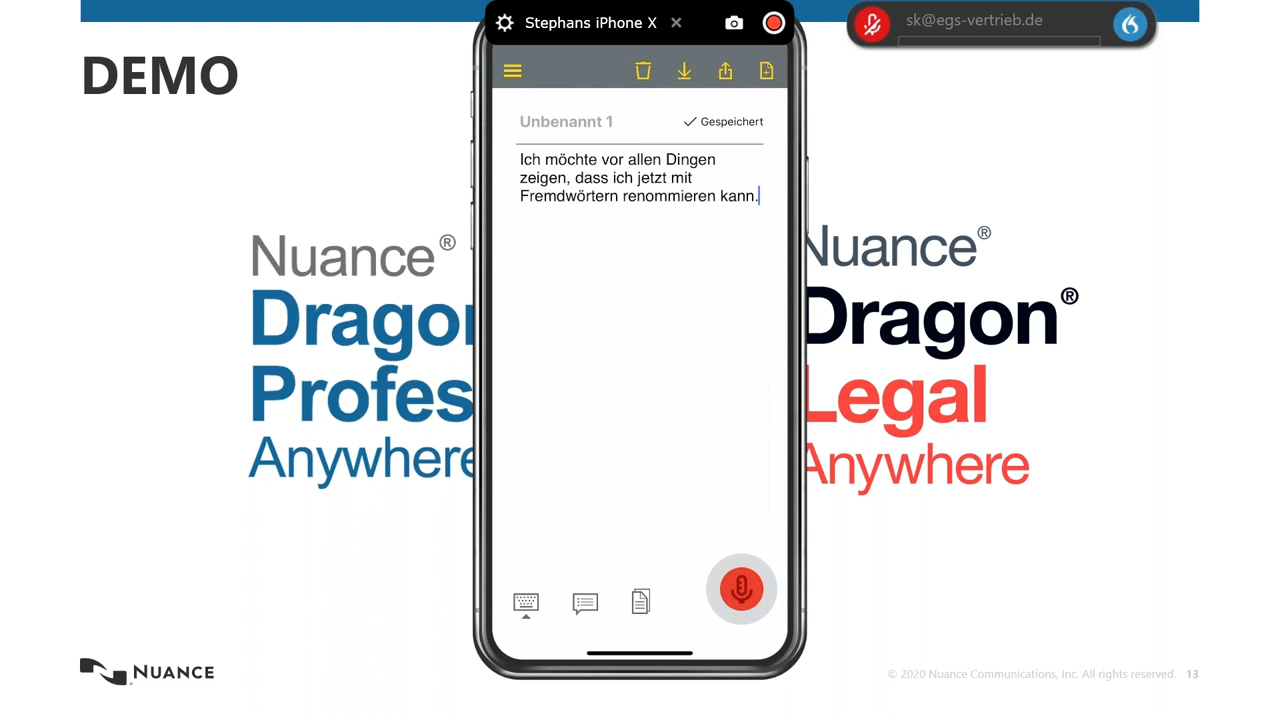 Stephans iPhone X
sk@egs-vertrieb.de
DEMO
Unbenannt 1
Gespeichert
Ich möchte vor allen Dingen
zeigen, dass ich jetzt mit
Fremdwörtern renommieren kann.
Nuance®
Dragon
Profes
Anywhere
Nuance®
Dragon®
Legal
Anywhere
NUANCE
© 2020 Nuance Communications, Inc. All rights reserved. 13